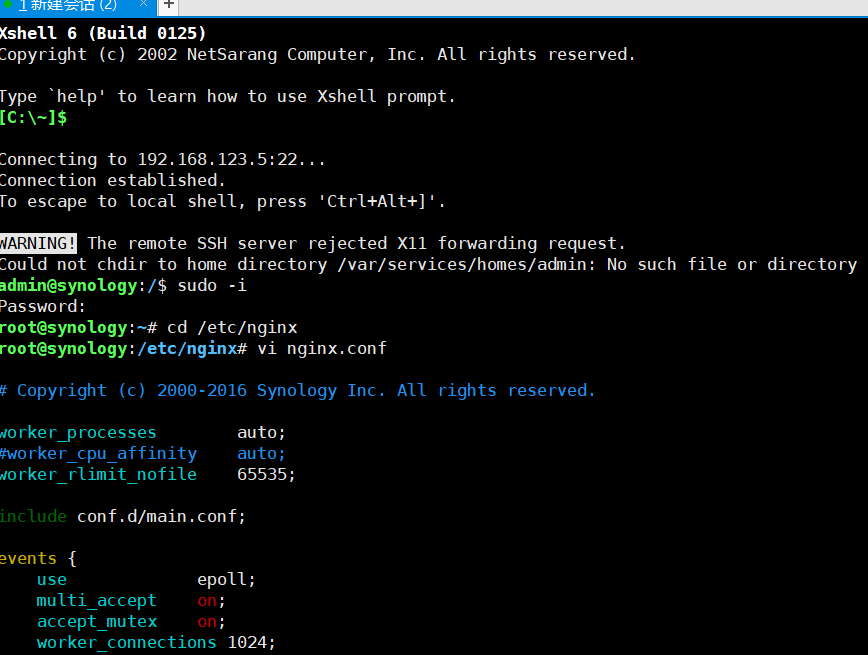 1 新建会话 (2) × +
Xshell 6 (Build 0125)
Copyright (c) 2002 NetSarang Computer, Inc. All rights reserved.
Type `help' to learn how to use Xshell prompt.
[C:\~]$
Connecting to 192.168.123.5:22...
Connection established.
To escape to local shell, press 'Ctrl+Alt+]'.
WARNING! The remote SSH server rejected X11 forwarding request.
Could not chdir to home directory /var/services/homes/admin: No such file or directory
admin@synology:/$ sudo -i
Password:
root@synology:~# cd /etc/nginx
root@synology:/etc/nginx# vi nginx.conf
# Copyright (c) 2000-2016 Synology Inc. All rights reserved.
worker_processes        auto;
#worker_cpu_affinity    auto;
worker_rlimit_nofile    65535;
include conf.d/main.conf;
events {
    use             epoll;
    multi_accept    on;
    accept_mutex    on;
    worker_connections 1024;